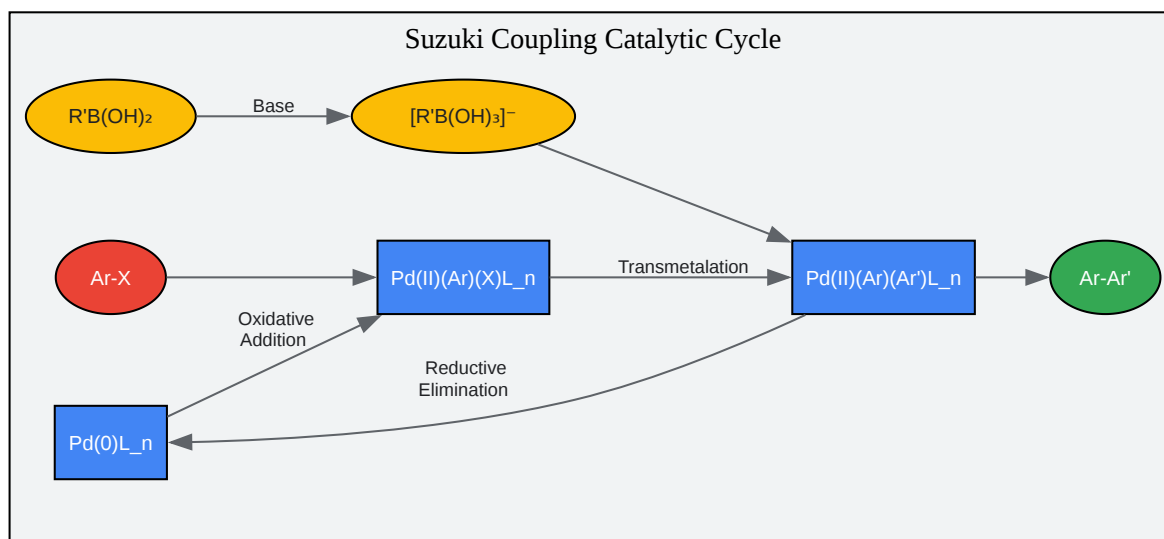 Suzuki Coupling Catalytic Cycle
R'B(OH)₂
Base
[R'B(OH)₃]⁻
Ar-X
Pd(II)(Ar)(X)L_n
Transmetalation
Pd(II)(Ar)(Ar')L_n
Ar-Ar'
Oxidative
Addition
Reductive
Elimination
Pd(0)L_n